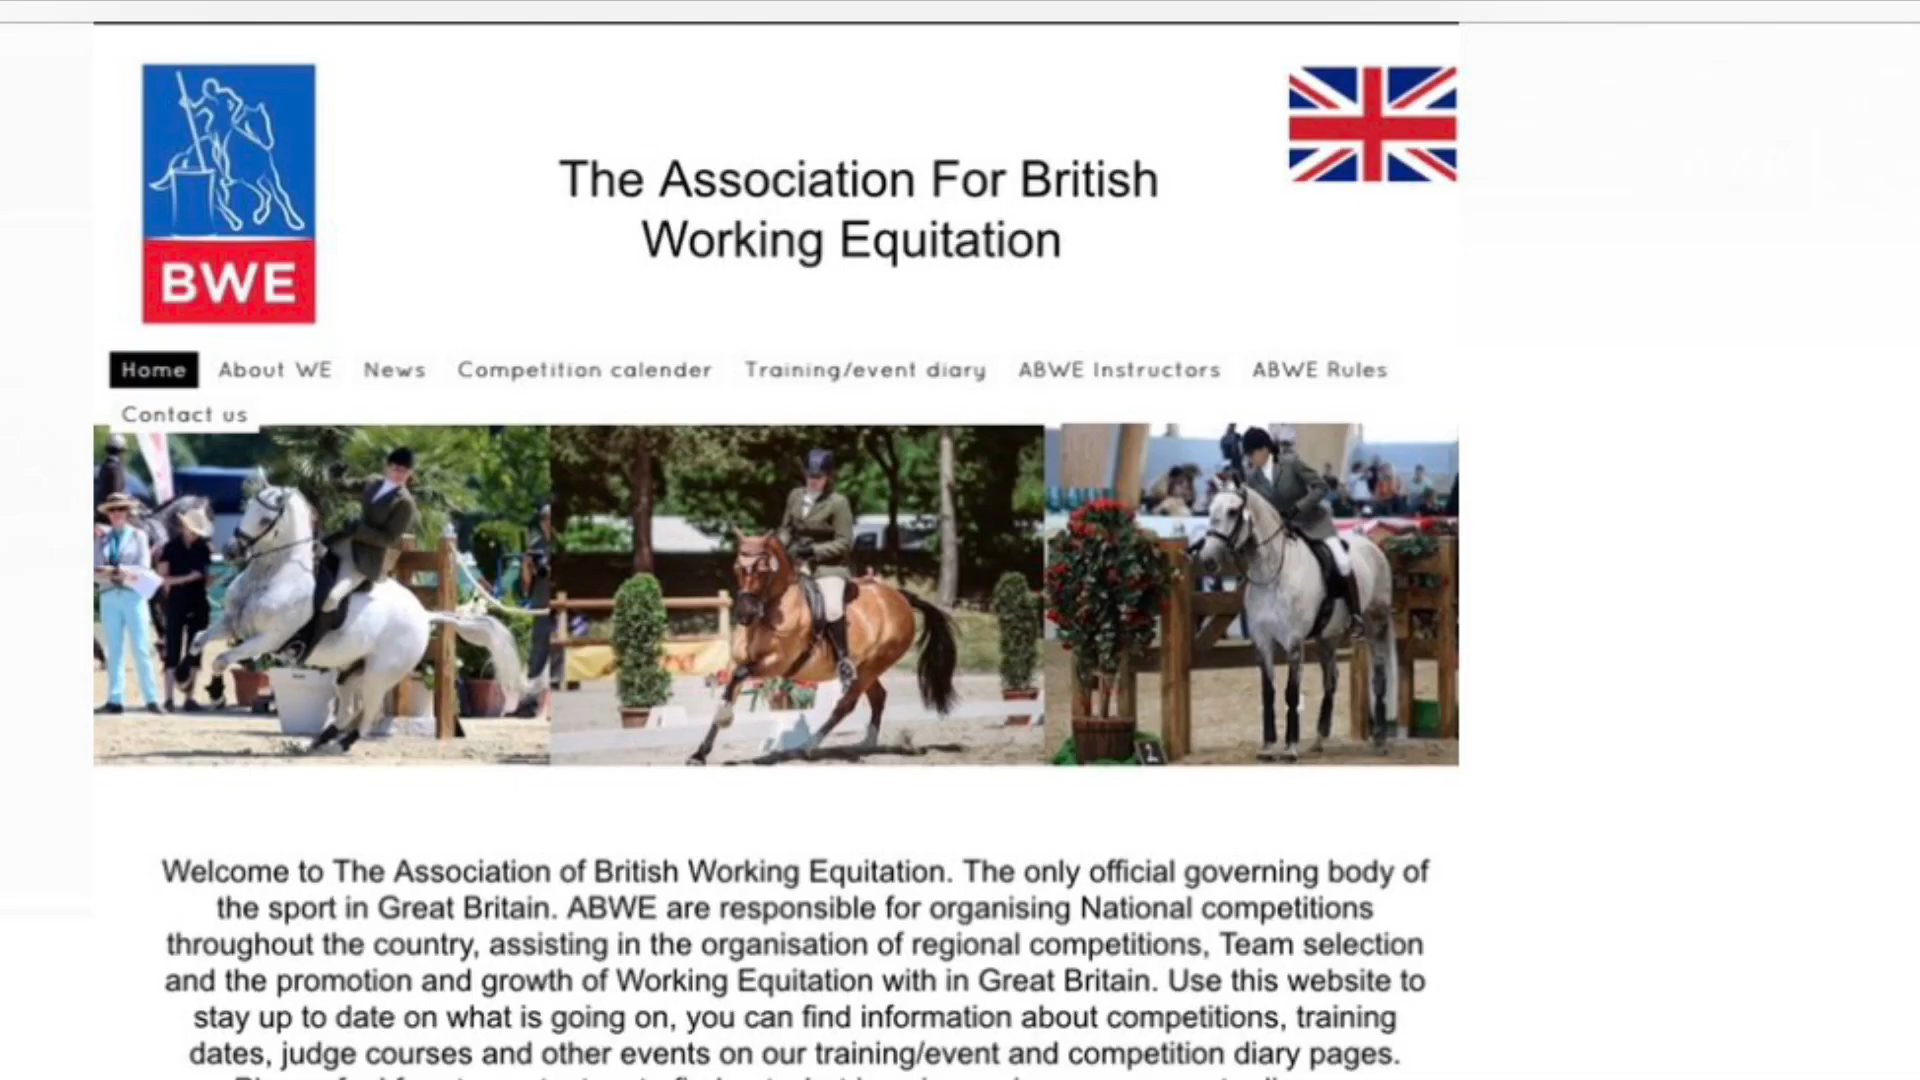 The Association For British
Working Equitation
BWE
Home About WE News Competition calender Training/event diary ABWE Instructors ABWE Rules
Contact us
2
Welcome to The Association of British Working Equitation. The only official governing body of
the sport in Great Britain. ABWE are responsible for organising National competitions
throughout the country, assisting in the organisation of regional competitions, Team selection
and the promotion and growth of Working Equitation with in Great Britain. Use this website to
stay up to date on what is going on, you can find information about competitions, training
dates, judge courses and other events on our training/event and competition diary pages.